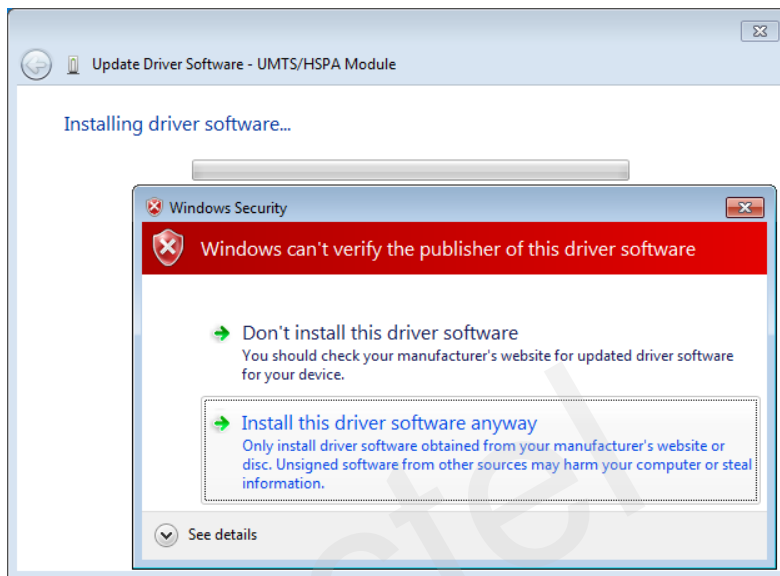 Update Driver Software - UMTS/HSPA Module
Installing driver software...
Windows Security
Windows can't verify the publisher of this driver software
Don't install this driver software
You should check your manufacturer's website for updated driver software
for your device.
Install this driver software anyway
Only install driver software obtained from your manufacturer's website or
disc. Unsigned software from other sources may harm your computer or steal
information.
See details
ctel